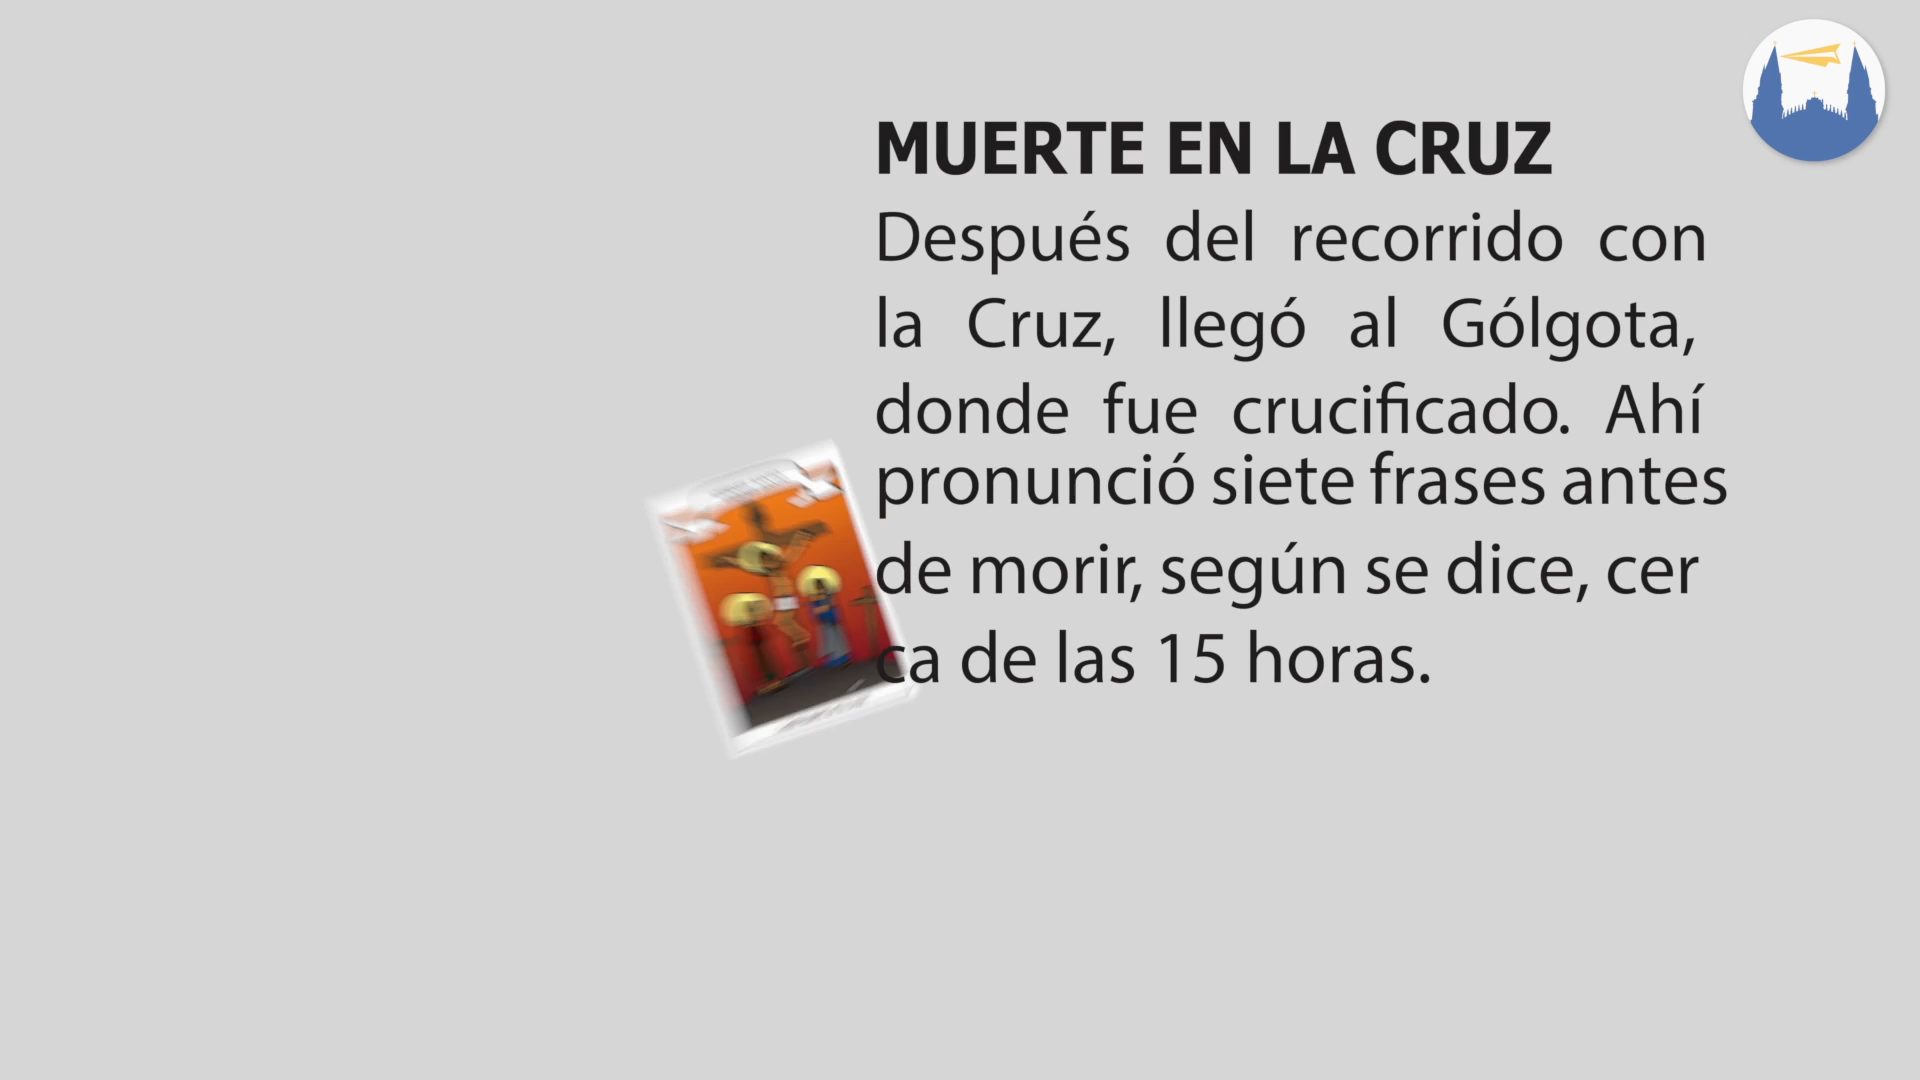 MUERTE EN LA CRUZ
Después del recorrido con
la Cruz, llegó al Gólgota,
donde fue crucificado. Ahí
pronunció siete frases antes
de morir, según se dice, cer
ca de las 15 horas.